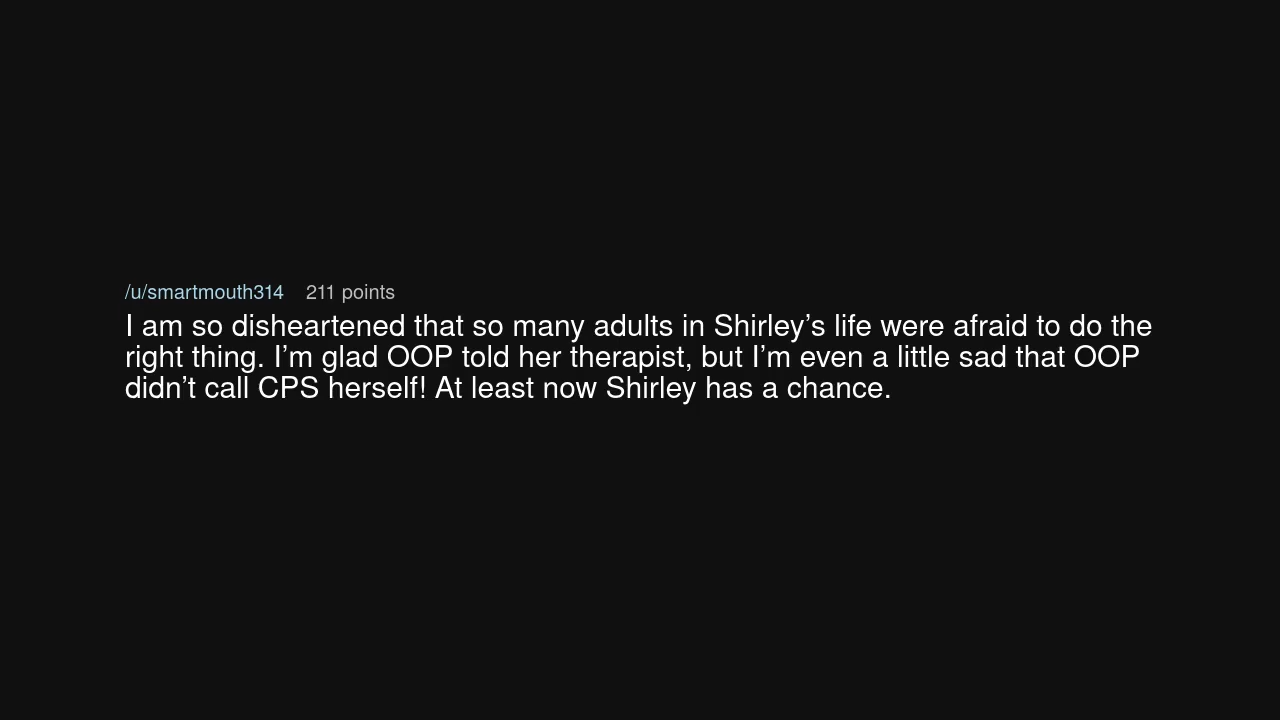 /u/smartmouth314 211 points
I am so disheartened that so many adults in Shirley’s life were afraid to do the
right thing. I’m glad OOP told her therapist, but I’m even a little sad that OOP
didn’t call CPS herself! At least now Shirley has a chance.